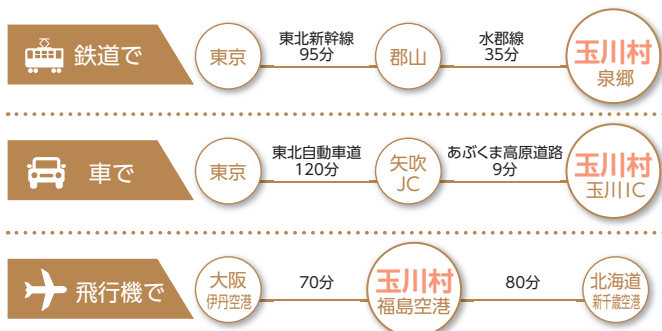 鉄道で
東京
東北新幹線
95分
郡山
水郡線
35分
玉川村
泉郷
車で
東京
東北自動車道
120分
矢吹
JC
あぶくま高原道路
9分
玉川村
玉川IC
飛行機で
大阪
伊丹空港
70分
玉川村
福島空港
80分
北海道
新千歳空港